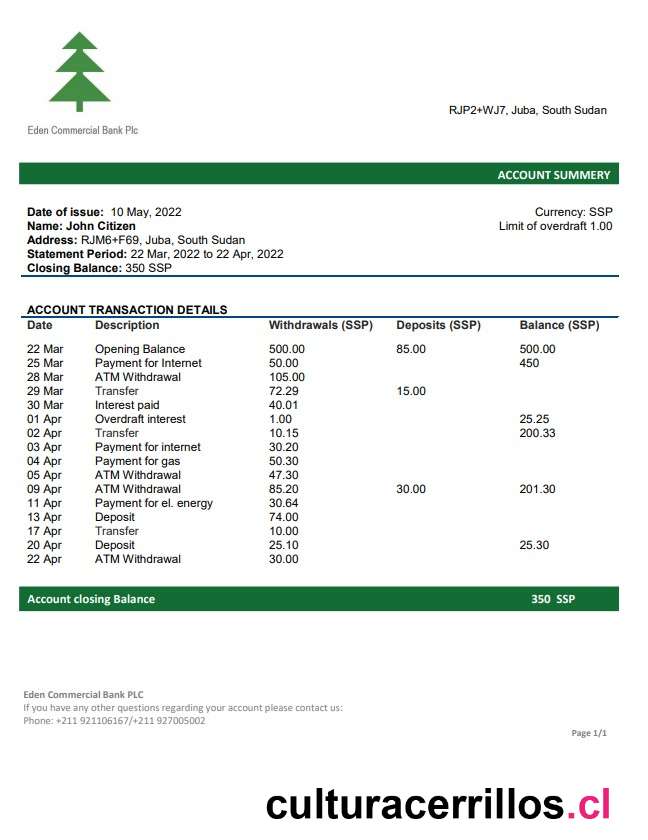 Eden Commercial Bank Plc
RJP2+WJ7, Juba, South Sudan
ACCOUNT SUMMERY
Date of issue: 10 May, 2022
Currency: SSP
Name: John Citizen
Limit of overdraft 1.00
Address: RJM6+F69, Juba, South Sudan
Statement Period: 22 Mar, 2022 to 22 Apr, 2022
Closing Balance: 350 SSP
ACCOUNT TRANSACTION DETAILS
Date Description Withdrawals (SSP) Deposits (SSP) Balance (SSP)
22 Mar Opening Balance 500.00 85.00 500.00
25 Mar Payment for Internet 50.00 450
28 Mar ATM Withdrawal 105.00
29 Mar Transfer 72.29 15.00
30 Mar Interest paid 40.01
01 Apr Overdraft interest 1.00 25.25
02 Apr Transfer 10.15 200.33
03 Apr Payment for internet 30.20
04 Apr Payment for gas 50.30
05 Apr ATM Withdrawal 47.30
09 Apr ATM Withdrawal 85.20 30.00 201.30
11 Apr Payment for el. energy 30.64
13 Apr Deposit 74.00
17 Apr Transfer 10.00
20 Apr Deposit 25.10 25.30
22 Apr ATM Withdrawal 30.00
Account closing Balance 350 SSP
Eden Commercial Bank PLC
If you have any other questions regarding your account please contact us:
Phone: +211 921106167/+211 927005002
Page 1/1
culturacerrillos.cl